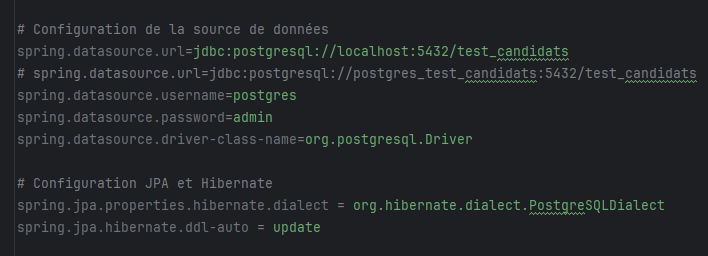 # Configuration de la source de données
spring.datasource.url=jdbc:postgresql://localhost:5432/test_candidats
# spring.datasource.url=jdbc:postgresql://postgres_test_candidats:5432/test_candidats
spring.datasource.username=postgres
spring.datasource.password=admin
spring.datasource.driver-class-name=org.postgresql.Driver
# Configuration JPA et Hibernate
spring.jpa.properties.hibernate.dialect = org.hibernate.dialect.PostgreSQLDialect
spring.jpa.hibernate.ddl-auto = update